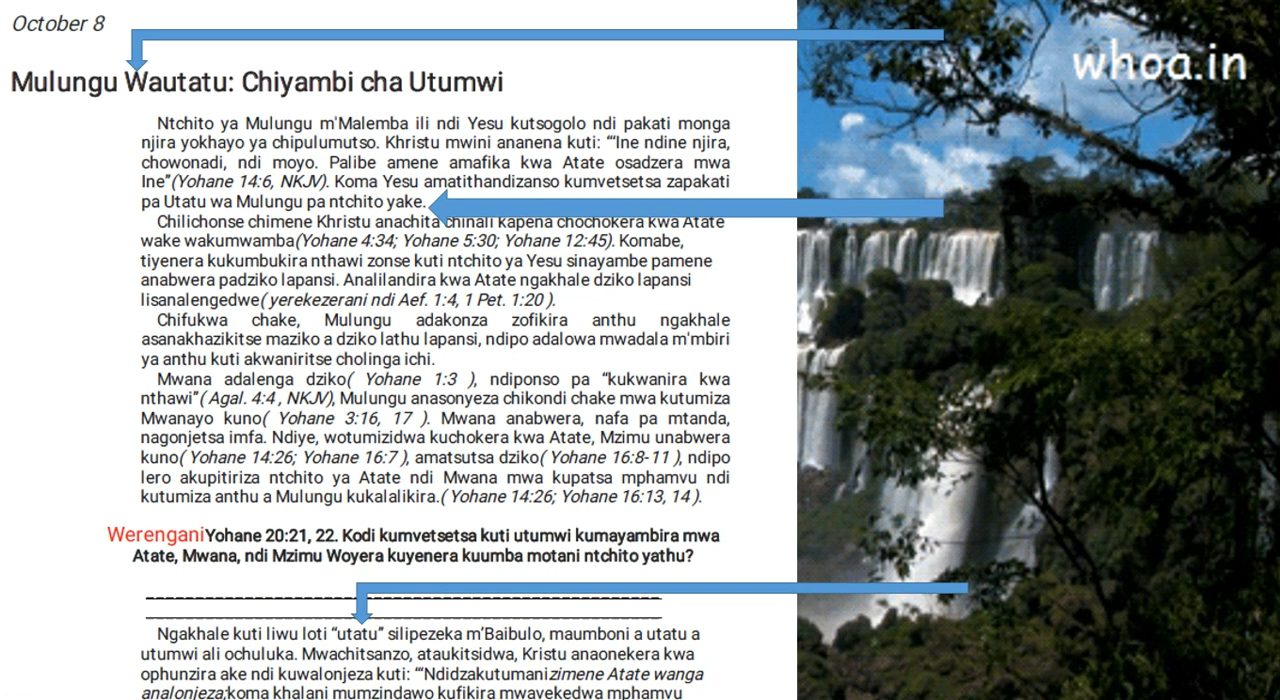 October 8
whoa.in
Mulungu Wautatu: Chiyambi cha Utumwi
Ntchito ya Mulungu m'Malemba ili ndi Yesu kutsogolo ndi pakati monga
njira yokhayo ya chipulumutso. Khristu mwini ananena kuti: “‘Ine ndine njira,
chowonadi, ndi moyo. Palibe amene amafika kwa Atate osadzera mwa
Ine”(Yohane 14:6, NKJV). Koma Yesu amatithandizanso kumvetsetsa zapakati
pa Utatu wa Mulungu pa ntchito yake.
Chilichonse chimene Khristu anachita chinali kapena chochokera kwa Atate
wake wakumwamba(Yohane 4:34; Yohane 5:30; Yohane 12:45). Komabe,
tiyenera kukumbukira nthawi zonse kuti ntchito ya Yesu sinayambe pamene
anabwera padziko lapansi. Analilandira kwa Atate ngakhale dziko lapansi
lisanalengedwe( yerekezerani ndi Aef. 1:4, 1 Pet. 1:20 ).
Chifukwa chake, Mulungu adakonza zofikira anthu ngakhale
asanakhazikitse maziko a dziko lathu lapansi, ndipo adalowa mwadala m'mbiri
ya anthu kuti akwaniritse cholinga ichi.
Mwana adalenga dziko( Yohane 1:3 ), ndiponso pa “kukwanira kwa
nthawi”( Agal. 4:4 , NKJV), Mulungu anasonyeza chikondi chake mwa kutumiza
Mwanayo kuno( Yohane 3:16, 17 ). Mwana anabwera, nafa pa mtanda,
nagonjetsa imfa. Ndiye, wotumizidwa kuchokera kwa Atate, Mzimu unabwera
kuno( Yohane 14:26; Yohane 16:7 ), amatsutsa dziko( Yohane 16:8-11 ), ndipo
lero akupitiriza ntchito ya Atate ndi Mwana mwa kupatsa mphamvu ndi
kutumiza anthu a Mulungu kukalalikira.( Yohane 14:26; Yohane 16:13, 14 ).
WerenganiYohane 20:21, 22. Kodi kumvetsetsa kuti utumwi kumayambira mwa
Atate, Mwana, ndi Mzimu Woyera kuyenera kuumba motani ntchito yathu?
Ngakhale kuti liwu loti “utatu” silipezeka m’Baibulo, maumboni a utatu a
utumwi ali ochuluka. Mwachitsanzo, ataukitsidwa, Kristu anaonekera kwa
ophunzira ake ndi kuwalonjeza kuti: “‘Ndidzakutumanizimene Atate wanga
analonjeza;koma khalani mumzindawo kufikira mwavekedwa mphamvu